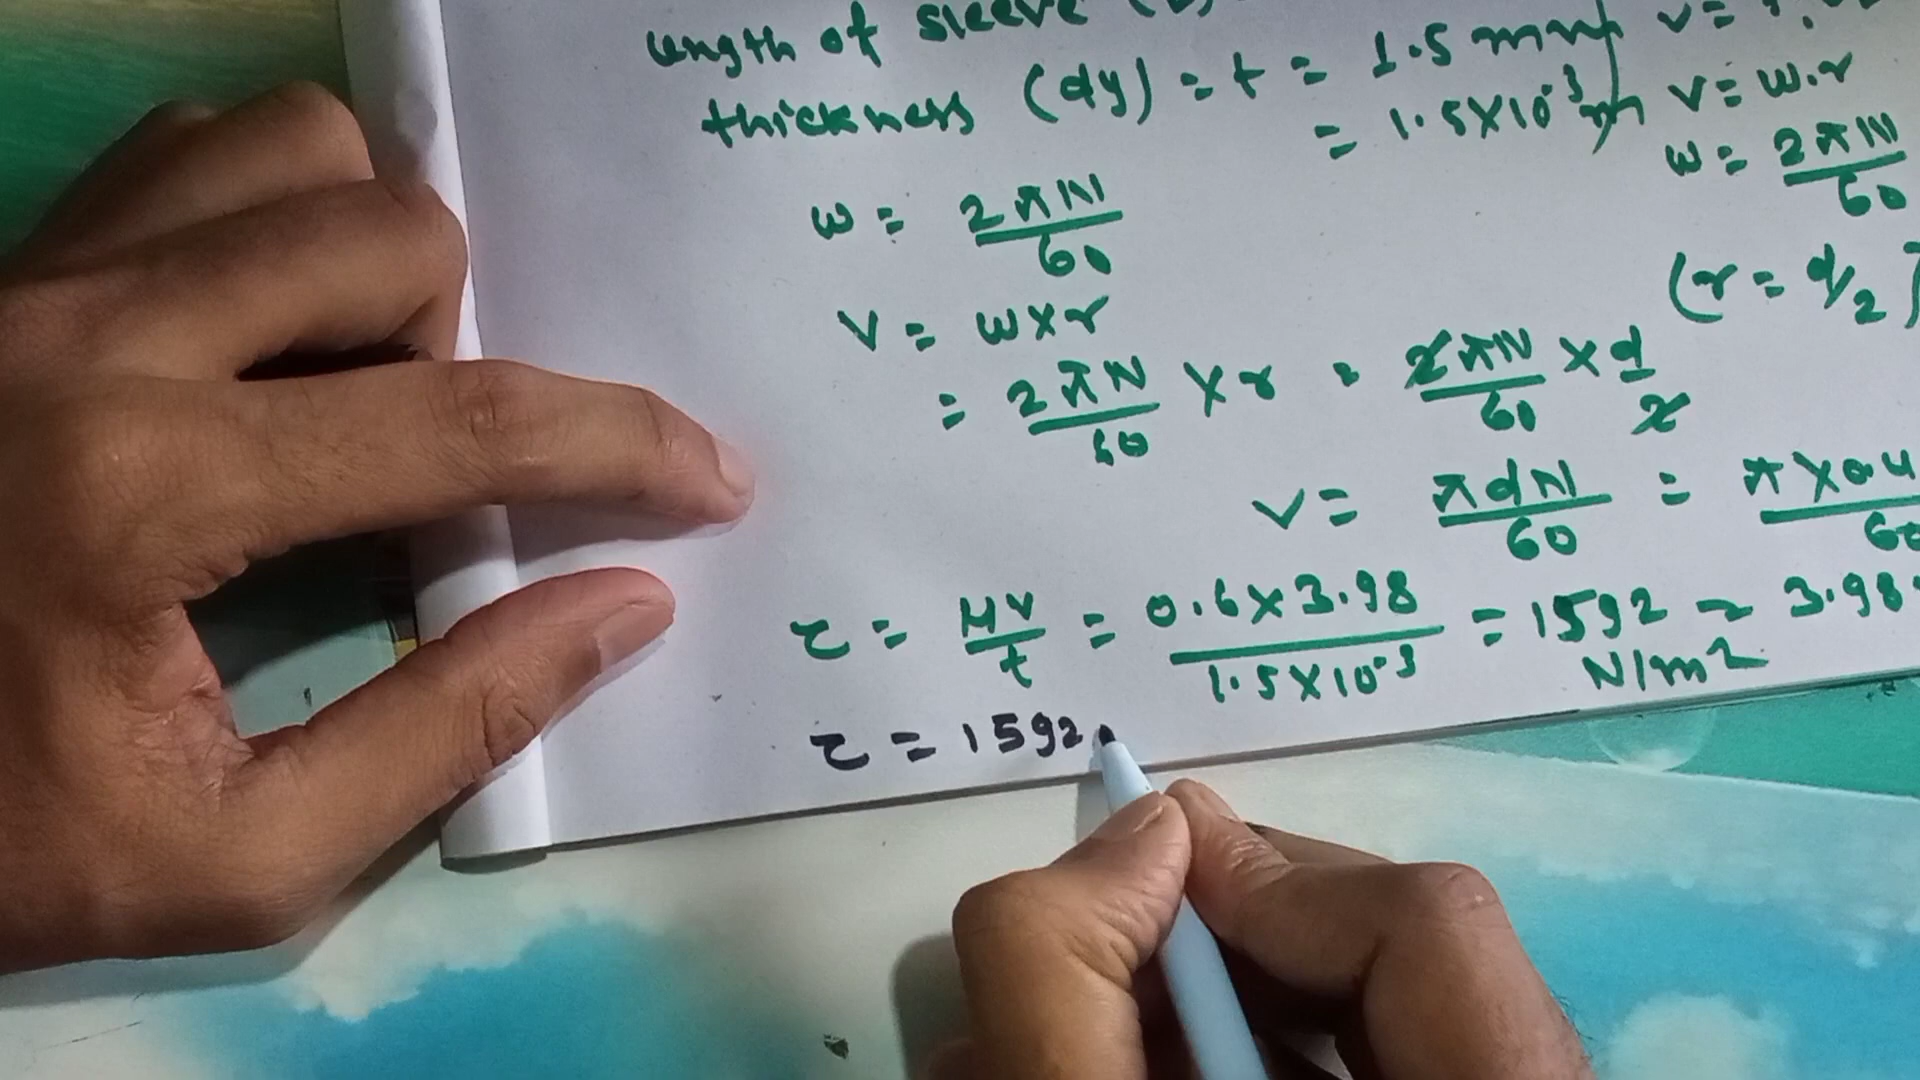 length of sleeve
thickness (dy) = t = 1.5 mm
= 1.5×10⁻³ m
V =
V = ω.r
ω = 2πN/60
(r = d/2)
ω = 2πN/60
V = ω×r
= 2πN/60 × r = 2πN/60 × d/2
V = πdN/60 = π×0.4
60
τ = μV/t = 0.6×3.98/1.5×10⁻³ = 1592 N/m² = 3.98
τ = 1592